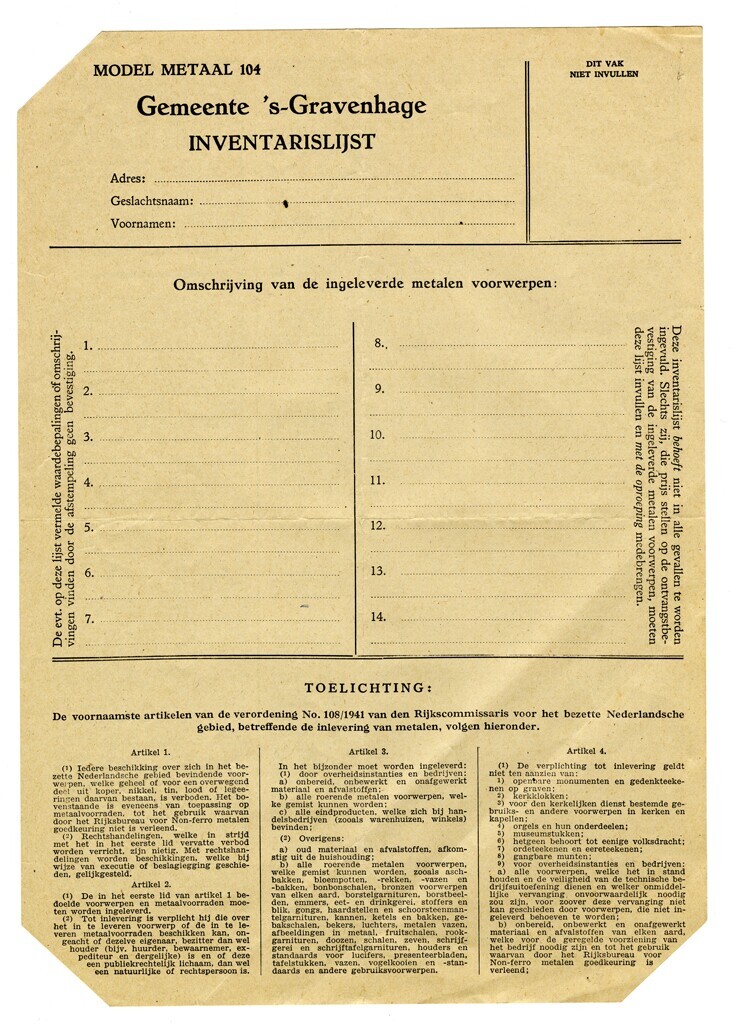 MODEL METAAL 104
DIT VAK
NIET INVULLEN
Gemeente 's-Gravenhage
INVENTARISLIJST
Adres:
Geslachtsnaam:
Voornamen:
Omschrijving van de ingeleverde metalen voorwerpen:
De evt. op deze lijst vermelde waardebepalingen of omschrij-
vingen vinden door de afstempeling geen bevestiging.
1.
2.
3.
4.
5.
6.
7.
8.
9.
10.
11.
12.
13.
14.
Deze inventarislijst behoeft niet in alle gevallen te worden
ingevuld. Slechts zij, die prijs stellen op de ontvangstbe-
vestiging van de ingeleverde metalen voorwerpen, moeten
deze lijst invullen en met de oproeping medebrengen.
TOELICHTING:
De voornaamste artikelen van de verordening No. 108/1941 van den Rijkscommissaris voor het bezette Nederlandsche
gebied, betreffende de inlevering van metalen, volgen hieronder.
Artikel 1.
(1) Iedere beschikking over zich in het be-
zette Nederlandsche gebied bevindende voor-
werpen, welke geheel of voor een overwegend
deel uit koper, nikkel, tin, lood of legee-
ringen daarvan bestaan, is verboden. Het bo-
venstaande is eveneens van toepassing op
metaalvoorraden, tot het gebruik waarvan
door het Rijksbureau voor Non-ferro metalen
goedkeuring niet is verleend.
(2) Rechtshandelingen, welke in strijd
met het in het eerste lid vervatte verbod
worden verricht, zijn nietig. Met rechtshan-
delingen worden beschikkingen, welke bij
wijze van executie of beslaglegging geschie-
den, gelijkgesteld.
Artikel 2.
(1) De in het eerste lid van artikel 1 be-
doelde voorwerpen en metaalvoorraden moe-
ten worden ingeleverd.
(2) Tot inlevering is verplicht hij die over
het in te leveren voorwerp of de in te le-
veren metaalvoorraden beschikken kan, on-
geacht of dezelve eigenaar, bezitter dan wel
houder (bijv. huurder, bewaarnemer, ex-
pediteur en dergelijke) is en of deze
een publiekrechtelijk lichaam, dan wel
een natuurlijke of rechtspersoon is.
Artikel 3.
In het bijzonder moet worden ingeleverd:
(1) door overheidsinstanties en bedrijven:
a) onbereid, onbewerkt en onafgewerkt
materiaal en afvalstoffen;
b) alle roerende metalen voorwerpen, wel-
ke gemist kunnen worden;
c) alle eindproducten, welke zich bij han-
delsbedrijven (zooals warenhuizen, winkels)
bevinden;
(2) Overigens:
a) oud materiaal en afvalstoffen, afkom-
stig uit de huishouding;
b) alle roerende metalen voorwerpen,
welke gemist kunnen worden, zooals asch-
bakken, bloempotten, -rekken, -vazen en
-bakken, bonbonschalen, bronzen voorwerpen
van elken aard, borstelgarnituren, borstbeel-
den, emmers, eet- en drinkgerei, stoffers en
blik, gongs, haardstellen en schoorsteenman-
telgarnituren, kannen, ketels en bakken, ge-
bakschalen, bekers, luchters, metalen vazen,
afbeeldingen in metaal, fruitschalen, rook-
garnituren, doozen, schalen, zeven, schrijf-
gerei en schrijftafelgarnituren, houders en
standaards voor lucifers, presenteerbladen,
tafelstukken, vazen, vogelkooien en -stan-
daards en andere gebruiksvoorwerpen.
Artikel 4.
(1) De verplichting tot inlevering geldt
niet ten aanzien van:
1) openbare monumenten en gedenkteeke-
nen op graven;
2) kerkklokken;
3) voor den kerkelijken dienst bestemde ge-
bruiks- en andere voorwerpen in kerken en
kapellen;
4) orgels en hun onderdeelen;
5) museumstukken;
6) hetgeen behoort tot eigen volksdracht;
7) ordeteekenen en eereteekenen;
8) gangbare munten;
9) voor overheidsinstanties en bedrijven:
a) alle voorwerpen, welke het in stand
houden en de veiligheid van de technische be-
drijfsuitoefening dienen en welker onmiddel-
lijke vervanging onvoorwaardelijk noodig
zou zijn, voor zoover deze vervanging niet
kan geschieden door voorwerpen, die niet in-
geleverd behoeven te worden;
b) onbereid, onbewerkt en onafgewerkt
materiaal en afvalstoffen van elken aard,
welke voor de geregelde voorziening van
het bedrijf noodig zijn en tot het gebruik
waarvan door het Rijksbureau voor
Non-ferro metalen goedkeuring is
verleend;